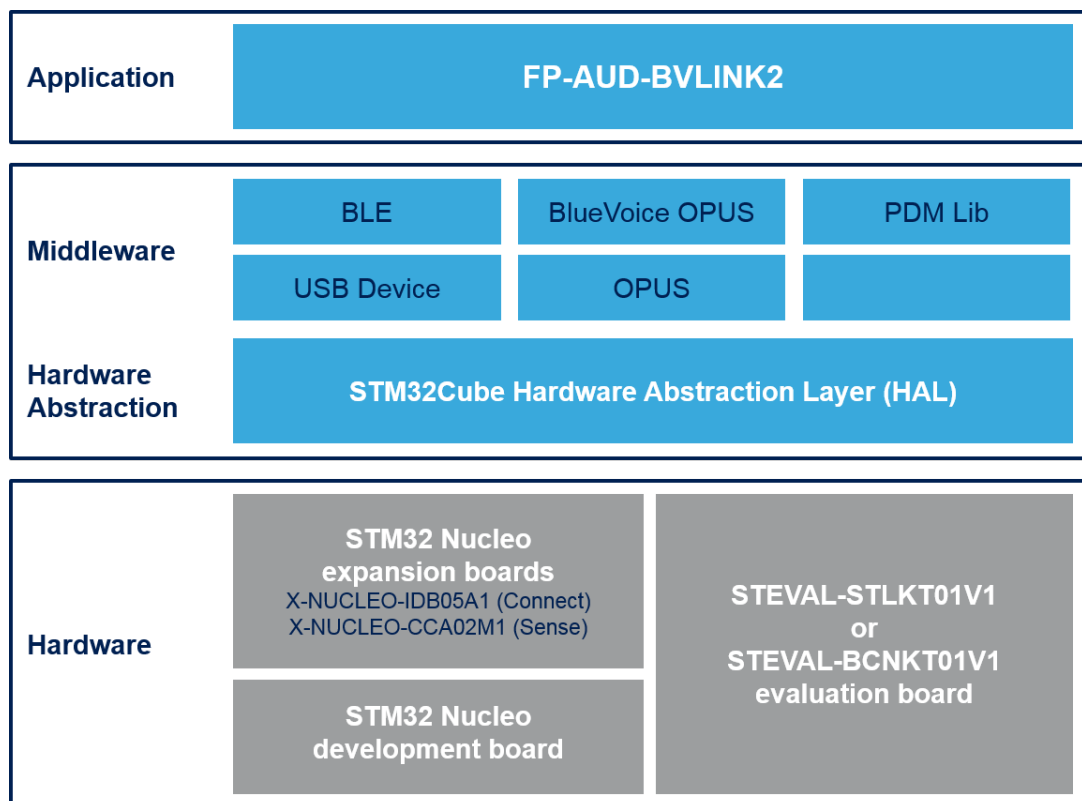 Application
FP-AUD-BVLINK2
Middleware
BLE
BlueVoice OPUS
PDM Lib
USB Device
OPUS
Hardware
Abstraction
STM32Cube Hardware Abstraction Layer (HAL)
Hardware
STM32 Nucleo
expansion boards
X-NUCLEO-IDB05A1 (Connect)
X-NUCLEO-CCA02M1 (Sense)
STM32 Nucleo
development board
STEVAL-STLKT01V1
or
STEVAL-BCNKT01V1
evaluation board